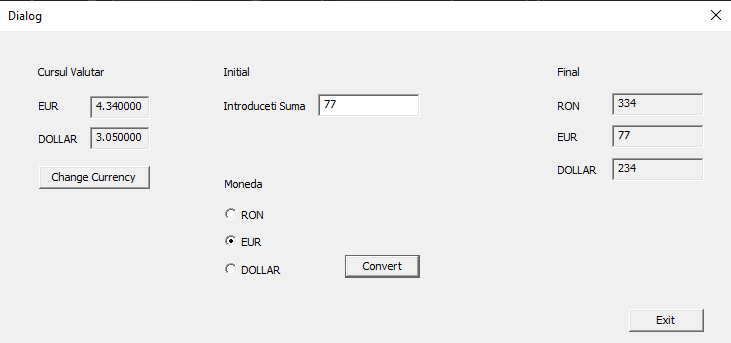 Dialog
Cursul Valutar
EUR 4.340000
DOLLAR 3.050000
Change Currency
Initial
Introduceti Suma 77
Moneda
RON
EUR
DOLLAR
Convert
Final
RON 334
EUR 77
DOLLAR 234
Exit